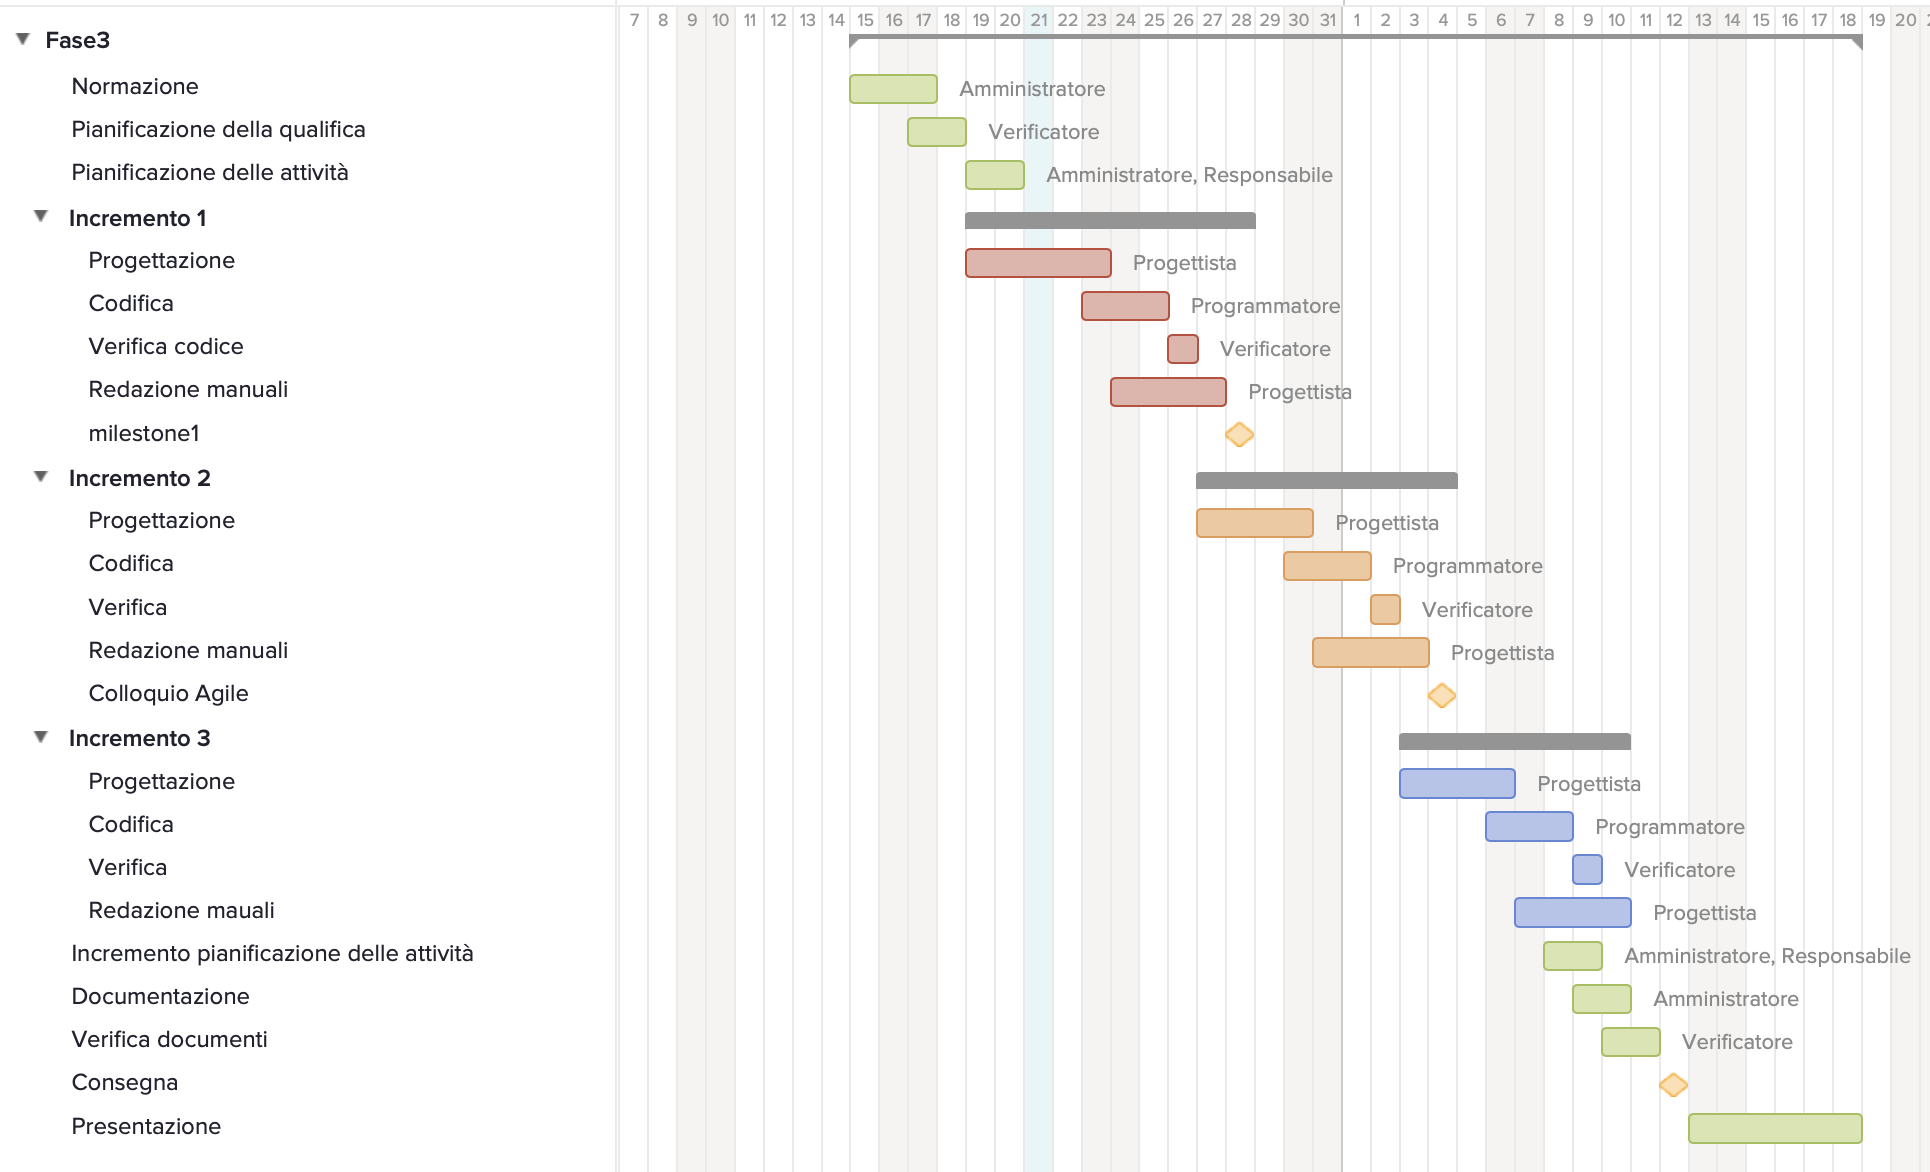 7 8 9 10 11 12 13 14 15 16 17 18 19 20 21 22 23 24 25 26 27 28 29 30 31 1 2 3 4 5 6 7 8 9 10 11 12 13 14 15 16 17 18 19 20
Fase3
Normazione Amministratore
Pianificazione della qualifica Verificatore
Pianificazione delle attività Amministratore, Responsabile
Incremento 1
Progettazione Progettista
Codifica Programmatore
Verifica codice Verificatore
Redazione manuali Progettista
milestone1
Incremento 2
Progettazione Progettista
Codifica Programmatore
Verifica Verificatore
Redazione manuali Progettista
Colloquio Agile
Incremento 3
Progettazione Progettista
Codifica Programmatore
Verifica Verificatore
Redazione mauali Progettista
Incremento pianificazione delle attività Amministratore, Responsabile
Documentazione Amministratore
Verifica documenti Verificatore
Consegna
Presentazione